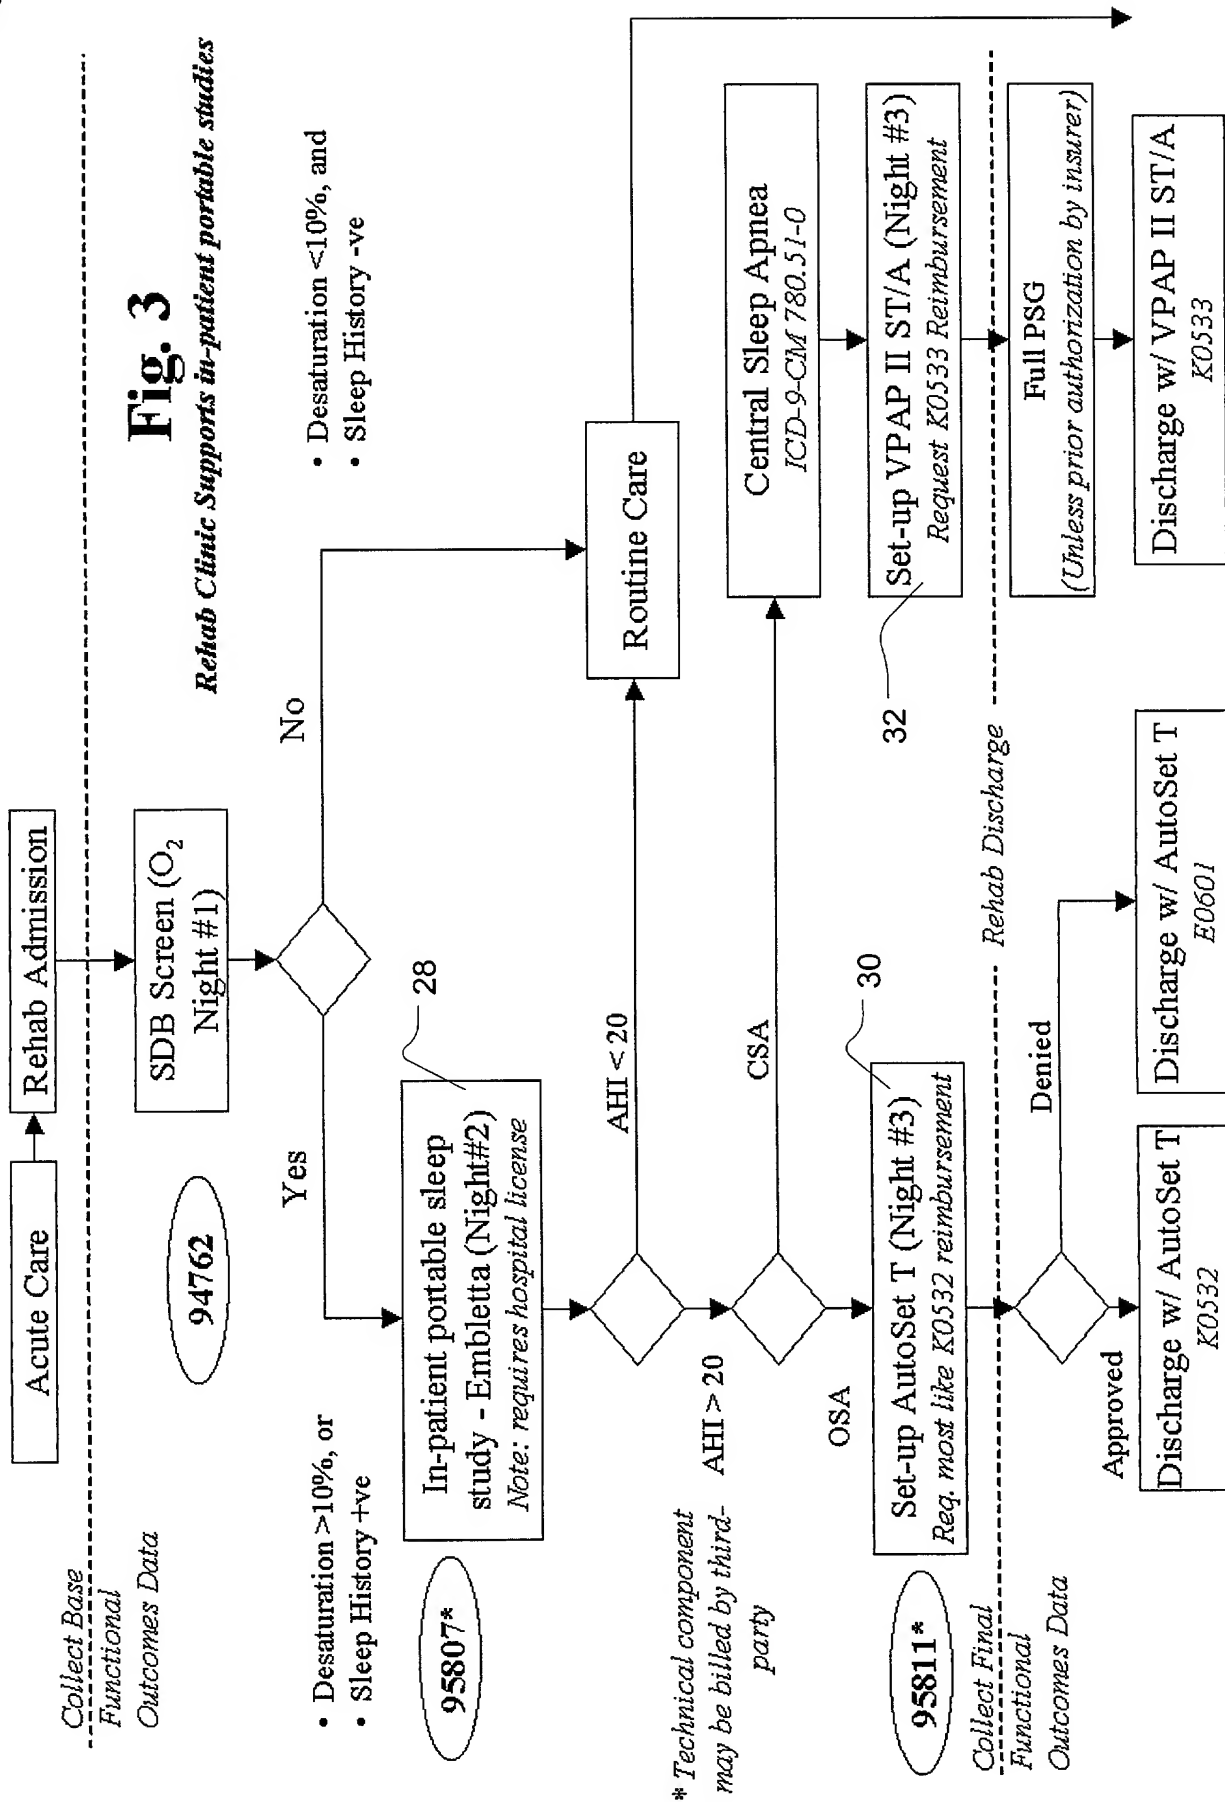 Fig. 3
Rehab Clinic Supports in-patient portable studies
Acute Care
Rehab Admission
Collect Base
Functional
Outcomes Data
94762
SDB Screen (O2
Night #1)
Yes
No
• Desaturation >10%, or
• Sleep History +ve
• Desaturation <10%, and
• Sleep History -ve
95807*
In-patient portable sleep
study - Embletta (Night#2)
Note: requires hospital license
28
AHI < 20
Routine Care
* Technical component
may be billed by third-
party
AHI > 20
CSA
Central Sleep Apnea
ICD-9-CM 780.51-0
OSA
95811*
Set-up AutoSet T (Night #3)
Req. most like K0532 reimbursement
30
32
Set-up VPAP II ST/A (Night #3)
Request K0533 Reimbursement
Collect Final
Functional
Outcomes Data
Rehab Discharge
Full PSG
(Unless prior authorization by insurer)
Approved
Denied
Discharge w/ AutoSet T
K0532
Discharge w/ AutoSet T
E0601
Discharge w/ VPAP II ST/A
K0533